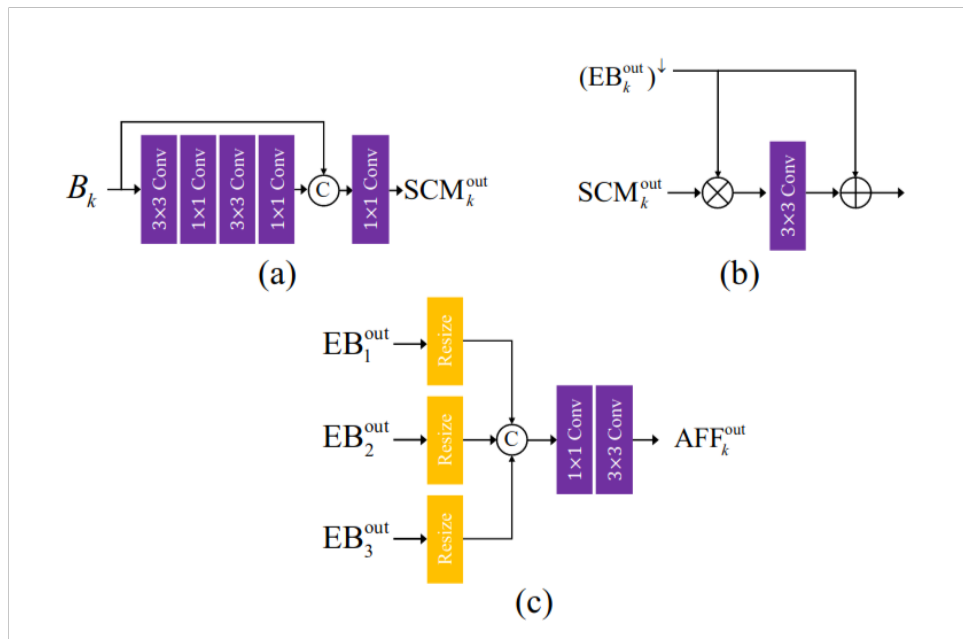 B_k
3×3 Conv
1×1 Conv
3×3 Conv
1×1 Conv
C
1×1 Conv
SCM_k^out
(a)
(EB_k^out)^↓
SCM_k^out
3×3 Conv
(b)
EB_1^out
Resize
EB_2^out
Resize
EB_3^out
Resize
C
1×1 Conv
3×3 Conv
AFF_k^out
(c)